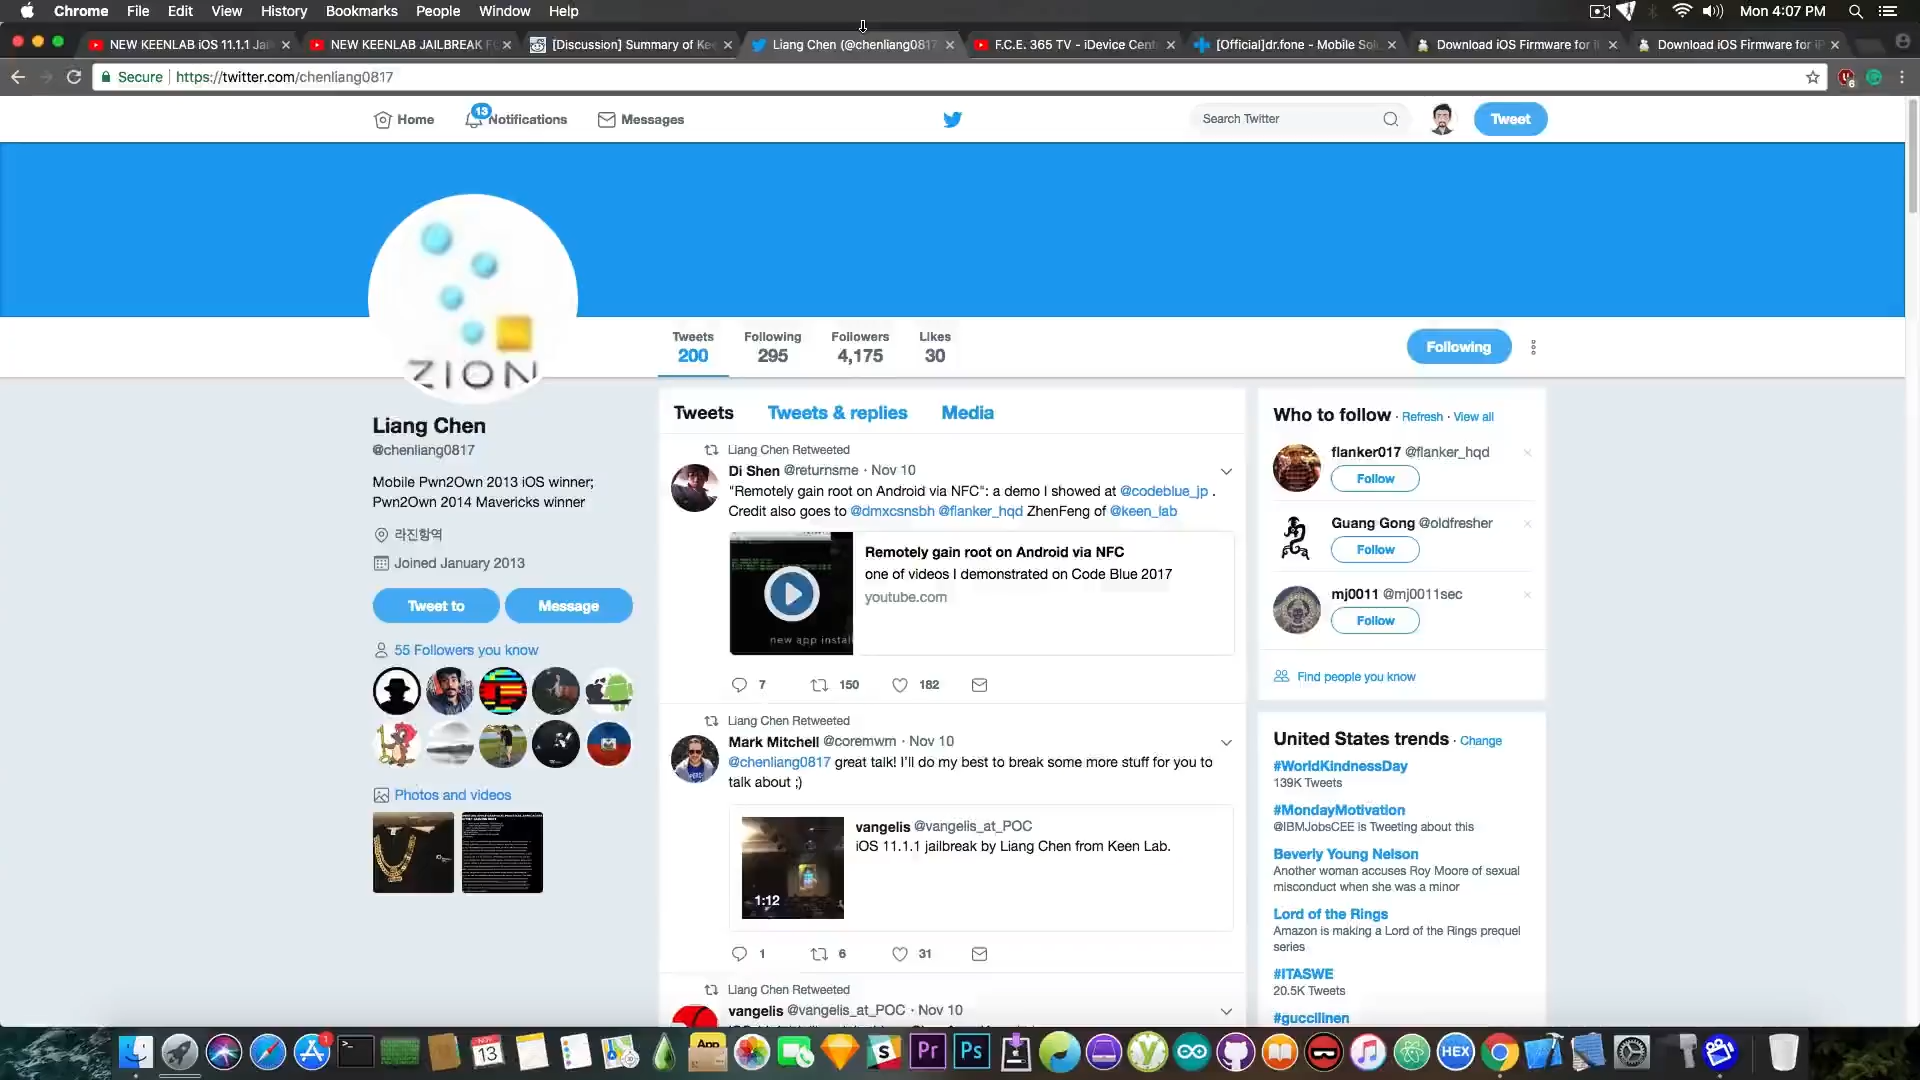 Chrome File Edit View History Bookmarks People Window Help
Mon 4:07 PM
NEW KEENLAB iOS 11.1.1 Jai
NEW KEENLAB JAILBREAK F
[Discussion] Summary of Ke
Liang Chen (@chenliang0817
F.C.E. 365 TV - iDevice Cent
[Official]dr.fone - Mobile Sol
Download iOS Firmware for i
Download iOS Firmware for iP
Secure
https://twitter.com/chenliang0817
6
Home
13
Notifications
Messages
Search Twitter
Tweet
ZION
Tweets
200
Following
295
Followers
4,175
Likes
30
Following
Liang Chen
@chenliang0817
Mobile Pwn2Own 2013 iOS winner;
Pwn2Own 2014 Mavericks winner
라진항역
Joined January 2013
Tweet to
Message
55 Followers you know
Photos and videos
Tweets
Tweets & replies
Media
Liang Chen Retweeted
Di Shen @returnsme · Nov 10
"Remotely gain root on Android via NFC": a demo I showed at @codeblue_jp .
Credit also goes to @dmxcsnsbh @flanker_hqd ZhenFeng of @keen_lab
new app instal
Remotely gain root on Android via NFC
one of videos I demonstrated on Code Blue 2017
youtube.com
7
150
182
Liang Chen Retweeted
Mark Mitchell @coremwm · Nov 10
@chenliang0817 great talk! I'll do my best to break some more stuff for you to
talk about ;)
1:12
vangelis @vangelis_at_POC
iOS 11.1.1 jailbreak by Liang Chen from Keen Lab.
1
6
31
Liang Chen Retweeted
vangelis @vangelis_at_POC · Nov 10
Who to follow · Refresh · View all
flanker017 @flanker_hqd
Follow
Guang Gong @oldfresher
Follow
mj0011 @mj0011sec
Follow
Find people you know
United States trends · Change
#WorldKindnessDay
139K Tweets
#MondayMotivation
@IBMJobsCEE is Tweeting about this
Beverly Young Nelson
Another woman accuses Roy Moore of sexual
misconduct when she was a minor
Lord of the Rings
Amazon is making a Lord of the Rings prequel
series
#ITASWE
20.5K Tweets
#guccilinen
1
NOV
13
App
Pr
Ps
HEX